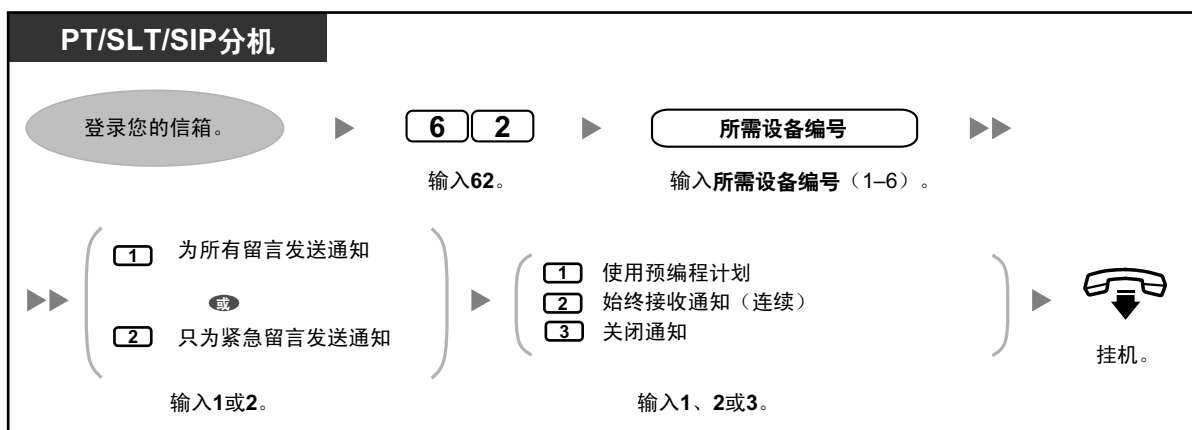 PT/SLT/SIP分机
登录您的信箱。
6 2
所需设备编号
输入62。
输入所需设备编号（1–6）。
1 为所有留言发送通知
或
2 只为紧急留言发送通知
1 使用预编程计划
2 始终接收通知（连续）
3 关闭通知
挂机。
输入1或2。
输入1、2或3。